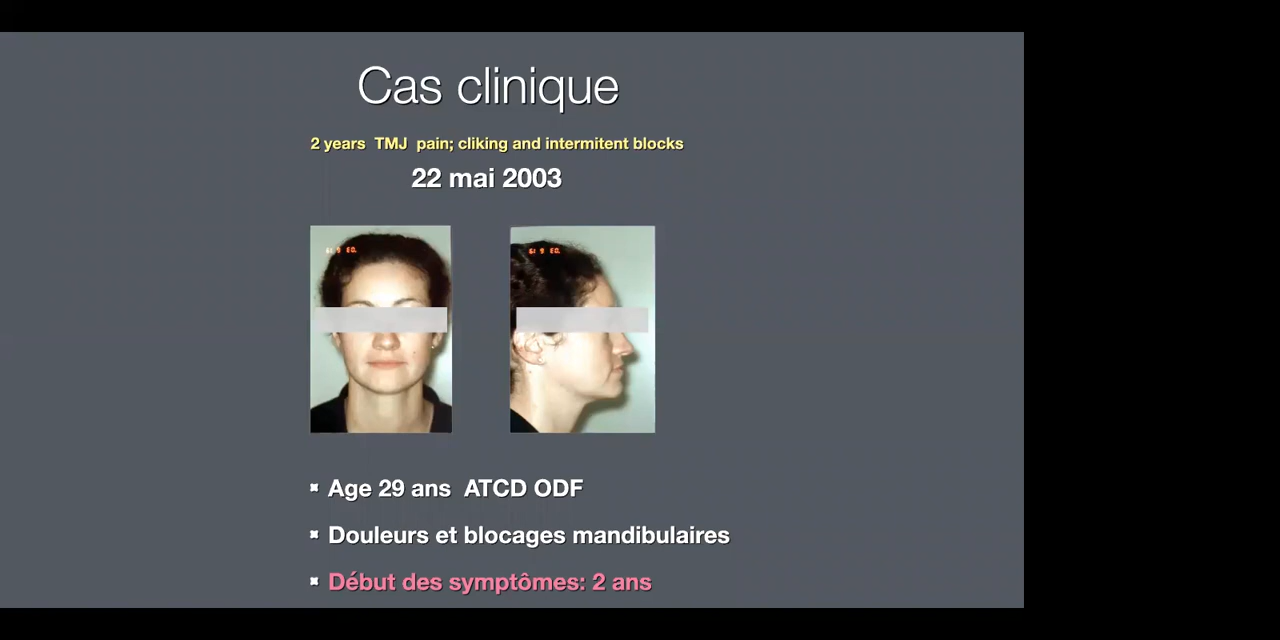 Cas clinique
2 years TMJ pain; cliking and intermitent blocks
22 mai 2003
Age 29 ans ATCD ODF
Douleurs et blocages mandibulaires
Début des symptômes: 2 ans